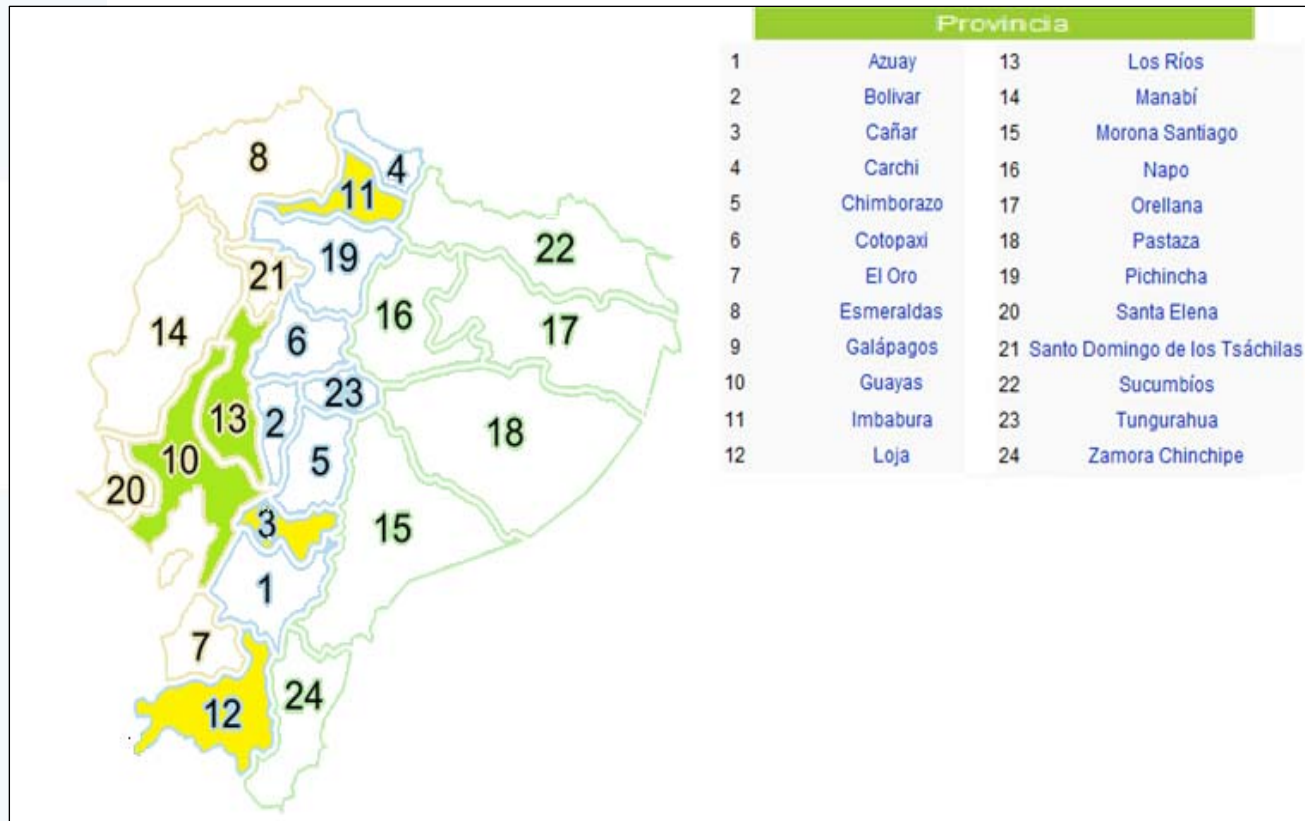 Provincia
1 Azuay 13 Los Ríos
2 Bolivar 14 Manabí
3 Cañar 15 Morona Santiago
4 Carchi 16 Napo
5 Chimborazo 17 Orellana
6 Cotopaxi 18 Pastaza
7 El Oro 19 Pichincha
8 Esmeraldas 20 Santa Elena
9 Galápagos 21 Santo Domingo de los Tsáchilas
10 Guayas 22 Sucumbíos
11 Imbabura 23 Tungurahua
12 Loja 24 Zamora Chinchipe
8
4
11
22
19
21
16
14
17
6
23
13
2
18
10
5
20
3
15
1
7
24
12